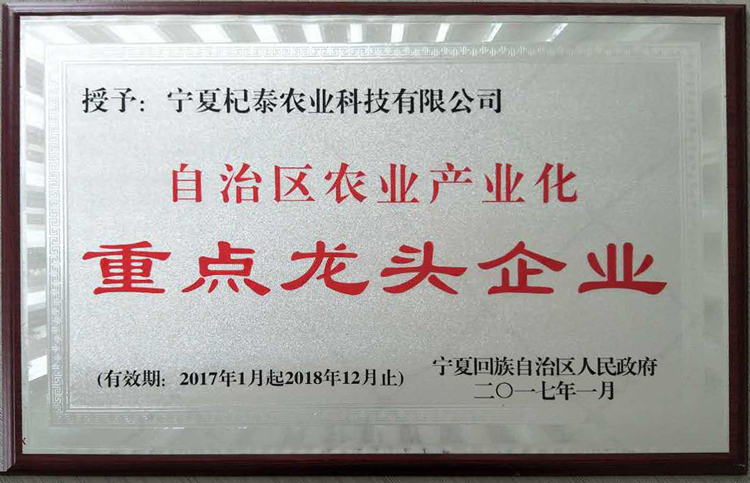 授予：宁夏杞泰农业科技有限公司
自治区农业产业化
重点龙头企业
(有效期：2017年1月起2018年12月止)
宁夏回族自治区人民政府
二〇一七年一月